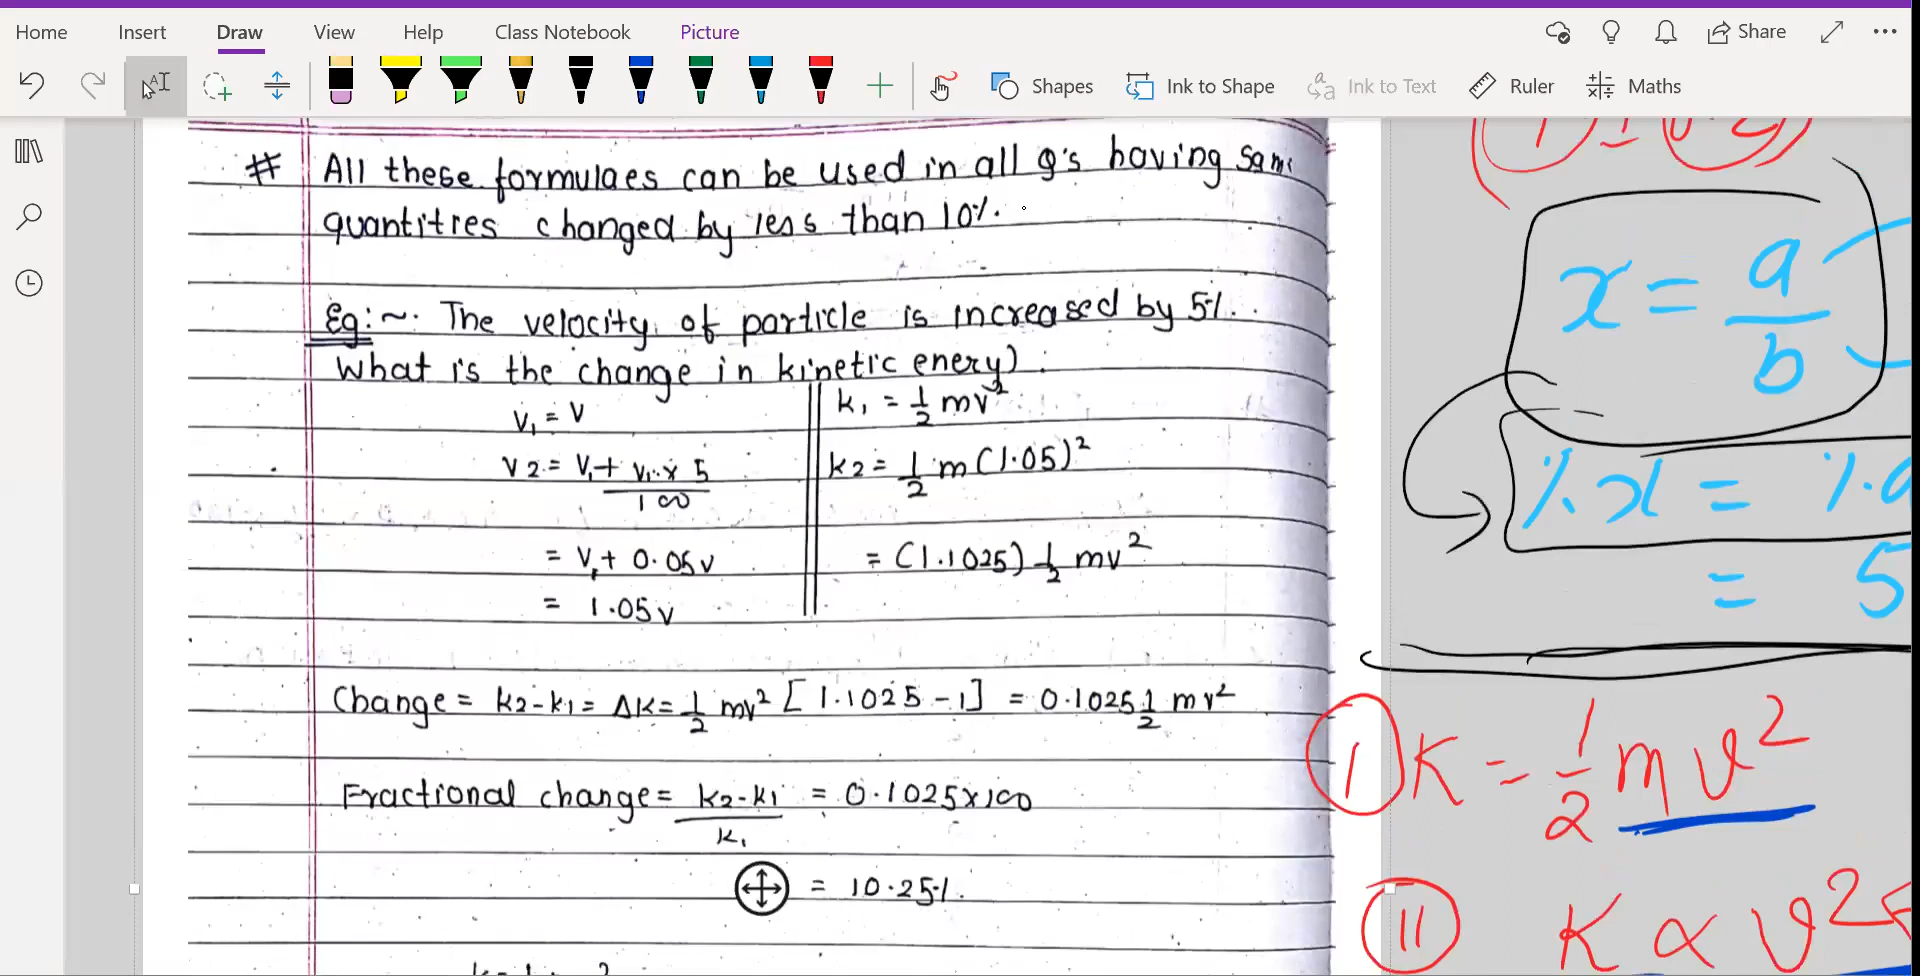 Home Insert Draw View Help Class Notebook Picture Share
Shapes Ink to Shape Ink to Text Ruler Maths
# All these formulaes can be used in all Q's having same
quantitres changed by less than 10%.
Eg:~. The velocity of particle is increased by 5%.
What is the change in kinetic enery) :
V₁ = V
V2 = V₁ + V₁ x 5
100
= V₁ + 0.05v
= 1.05v
k₁ = 1/2 mv²
k2 = 1/2 m (1.05)²
= (1.1025) 1/2 mv²
Change = k2-k1 = ΔK = 1/2 mv² [1.1025 - 1] = 0.1025 1/2 mv²
Fractional change = k2-k1 = 0.1025x100
k₁
= 10.25%.
x = a
b
%x = %
= 5
I K = 1/2 mv²
II K ∝ v²